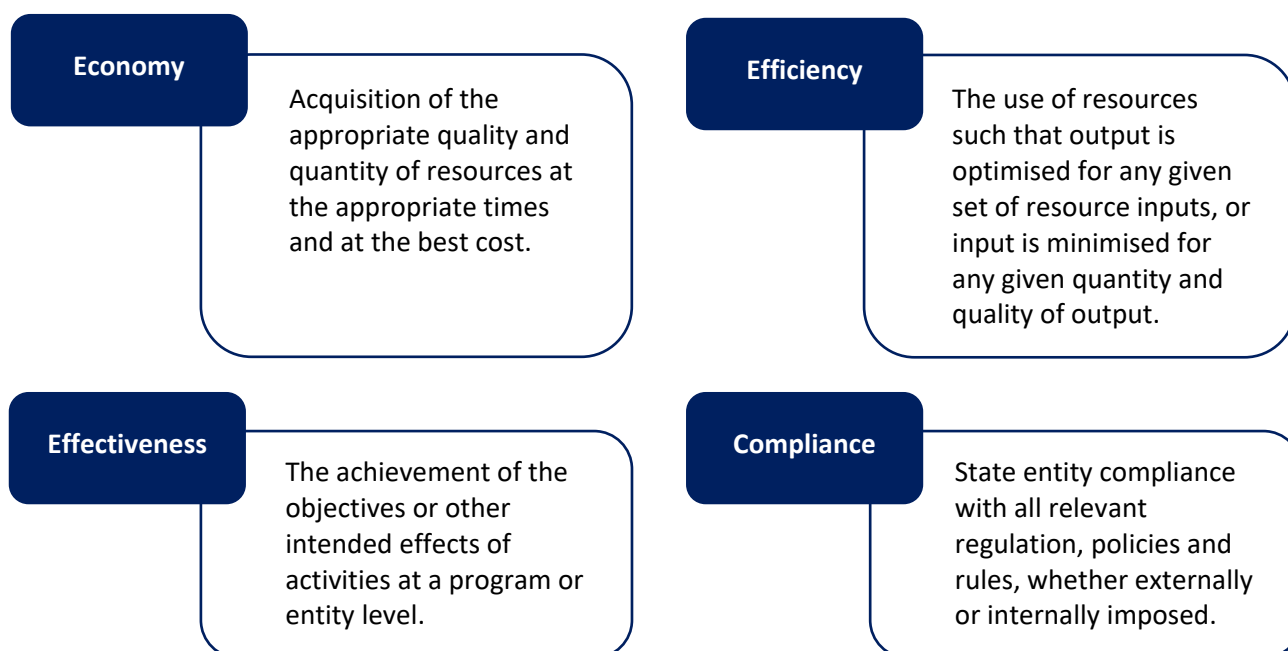 Economy
Acquisition of the
appropriate quality and
quantity of resources at
the appropriate times
and at the best cost.
Efficiency
The use of resources
such that output is
optimised for any given
set of resource inputs, or
input is minimised for
any given quantity and
quality of output.
Effectiveness
The achievement of the
objectives or other
intended effects of
activities at a program or
entity level.
Compliance
State entity compliance
with all relevant
regulation, policies and
rules, whether externally
or internally imposed.